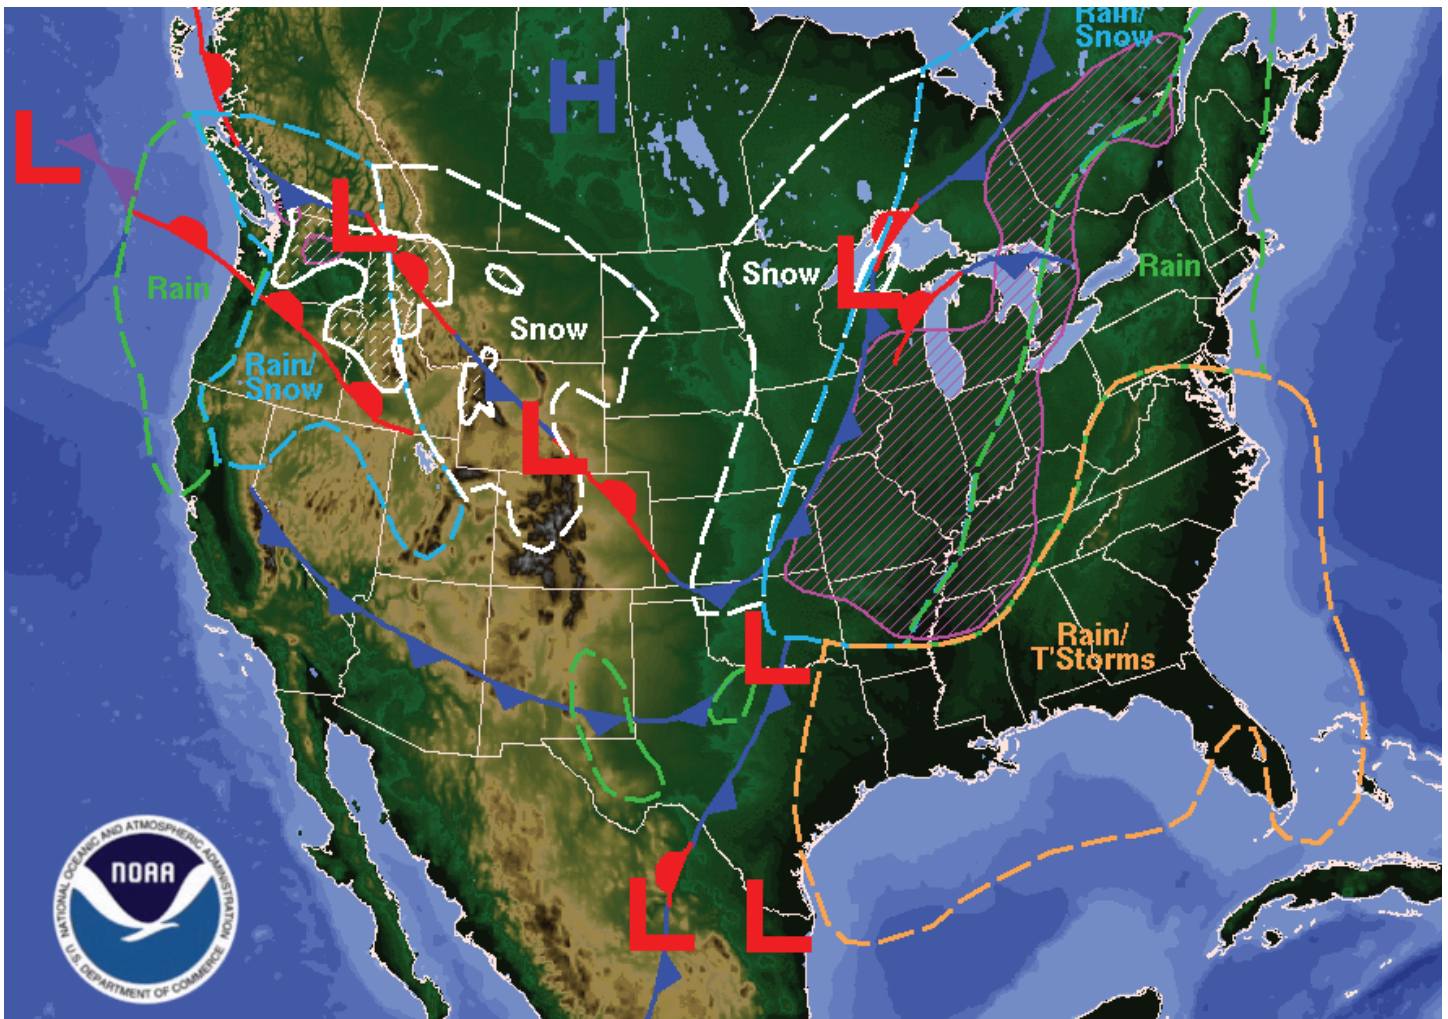 Rain/
Snow
H
L
L
Rain
Snow
L
Rain
Snow
Rain/
Snow
L
L
Rain/
T'Storms
L
L
NATIONAL OCEANIC AND ATMOSPHERIC ADMINISTRATION
NOAA
U.S. DEPARTMENT OF COMMERCE